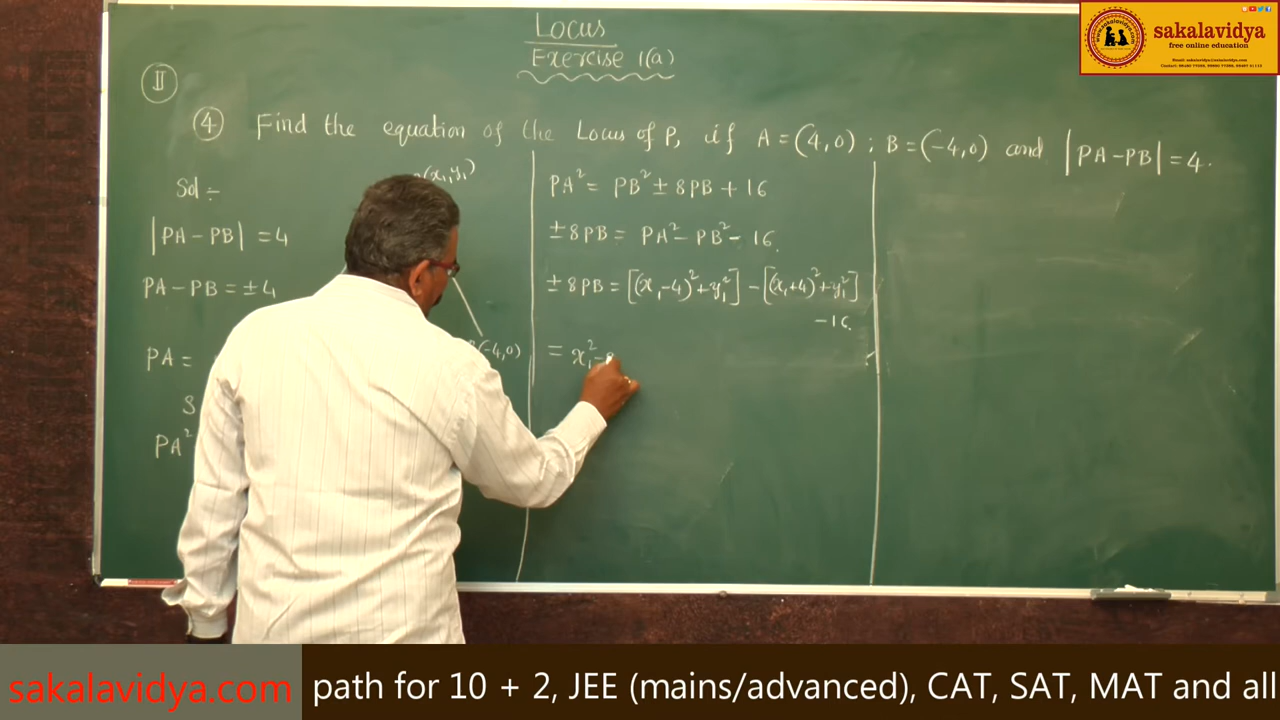 Locus
Exercise 1(a)
II
④ Find the equation of the Locus of P, if A = (4,0) ; B = (-4,0) and |PA-PB| = 4.
Sol ÷
|PA-PB| = 4
PA-PB = ±4
PA =
PA²
(x₁,y₁)
(-4,0)
PA² = PB² ± 8PB + 16
±8PB = PA² - PB² - 16.
±8PB = [(x₁-4)²+y₁²] - [(x₁+4)²+y₁²]
-16.
= x₁²-8
sakalavidya
free online education
sakalavidya.com
path for 10 + 2, JEE (mains/advanced), CAT, SAT, MAT and all